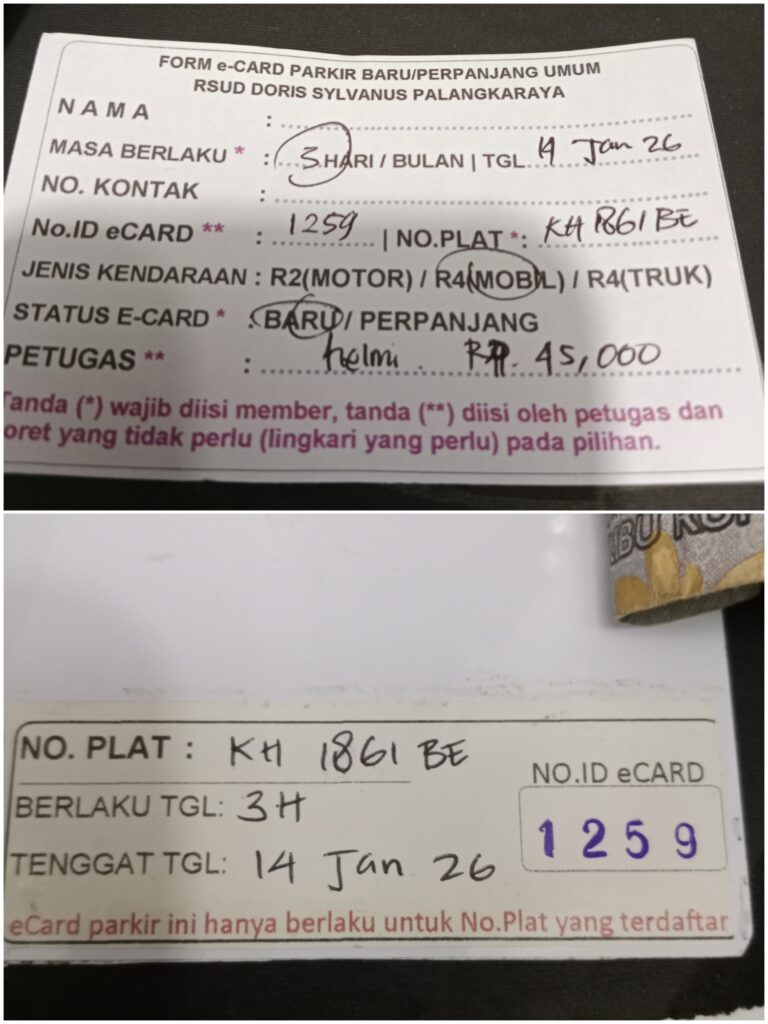 FORM e-CARD PARKIR BARU/PERPANJANG UMUM
RSUD DORIS SYLVANUS PALANGKARAYA
NAMA :
MASA BERLAKU * : 3 HARI / BULAN | TGL 14 Jan 26
NO. KONTAK :
No.ID eCARD ** : 1259 | NO.PLAT *: KH 1861 BE
JENIS KENDARAAN : R2(MOTOR) / R4(MOBIL) / R4(TRUK)
STATUS E-CARD * : BARU / PERPANJANG
PETUGAS ** : helmi. RP. 45,000
Tanda (*) wajib diisi member, tanda (**) diisi oleh petugas dan
oret yang tidak perlu (lingkari yang perlu) pada pilihan.
IBU RUP
NO. PLAT : KH 1861 BE
BERLAKU TGL: 3H
TENGGAT TGL: 14 Jan 26
NO.ID eCARD
1259
eCard parkir ini hanya berlaku untuk No.Plat yang terdaftar